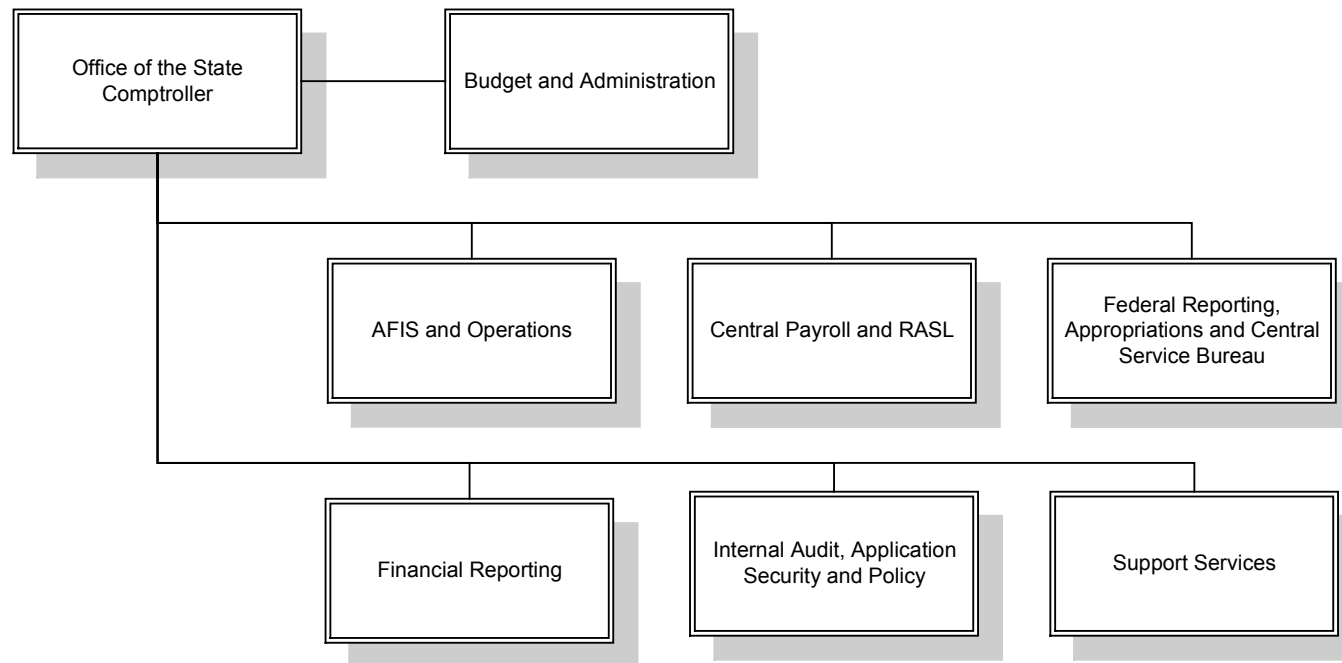 Office of the State
Comptroller
Budget and Administration
AFIS and Operations
Central Payroll and RASL
Federal Reporting,
Appropriations and Central
Service Bureau
Financial Reporting
Internal Audit, Application
Security and Policy
Support Services